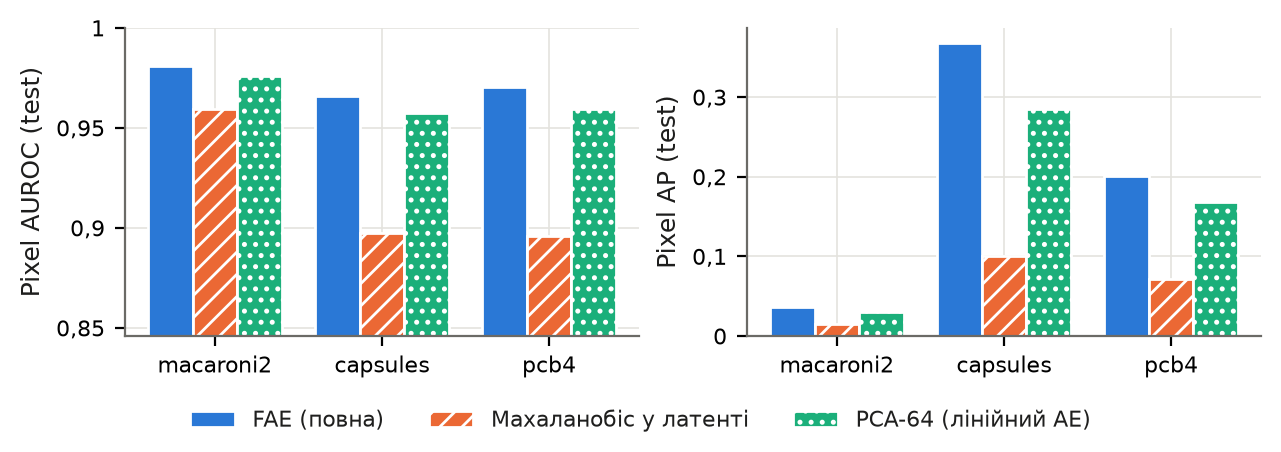 Pixel AUROC (test)
1
0,95
0,9
0,85
macaroni2
capsules
pcb4
Pixel AP (test)
0,3
0,2
0,1
0
macaroni2
capsules
pcb4
FAE (повна)
Махаланобіс у латенті
PCA-64 (лінійний AE)